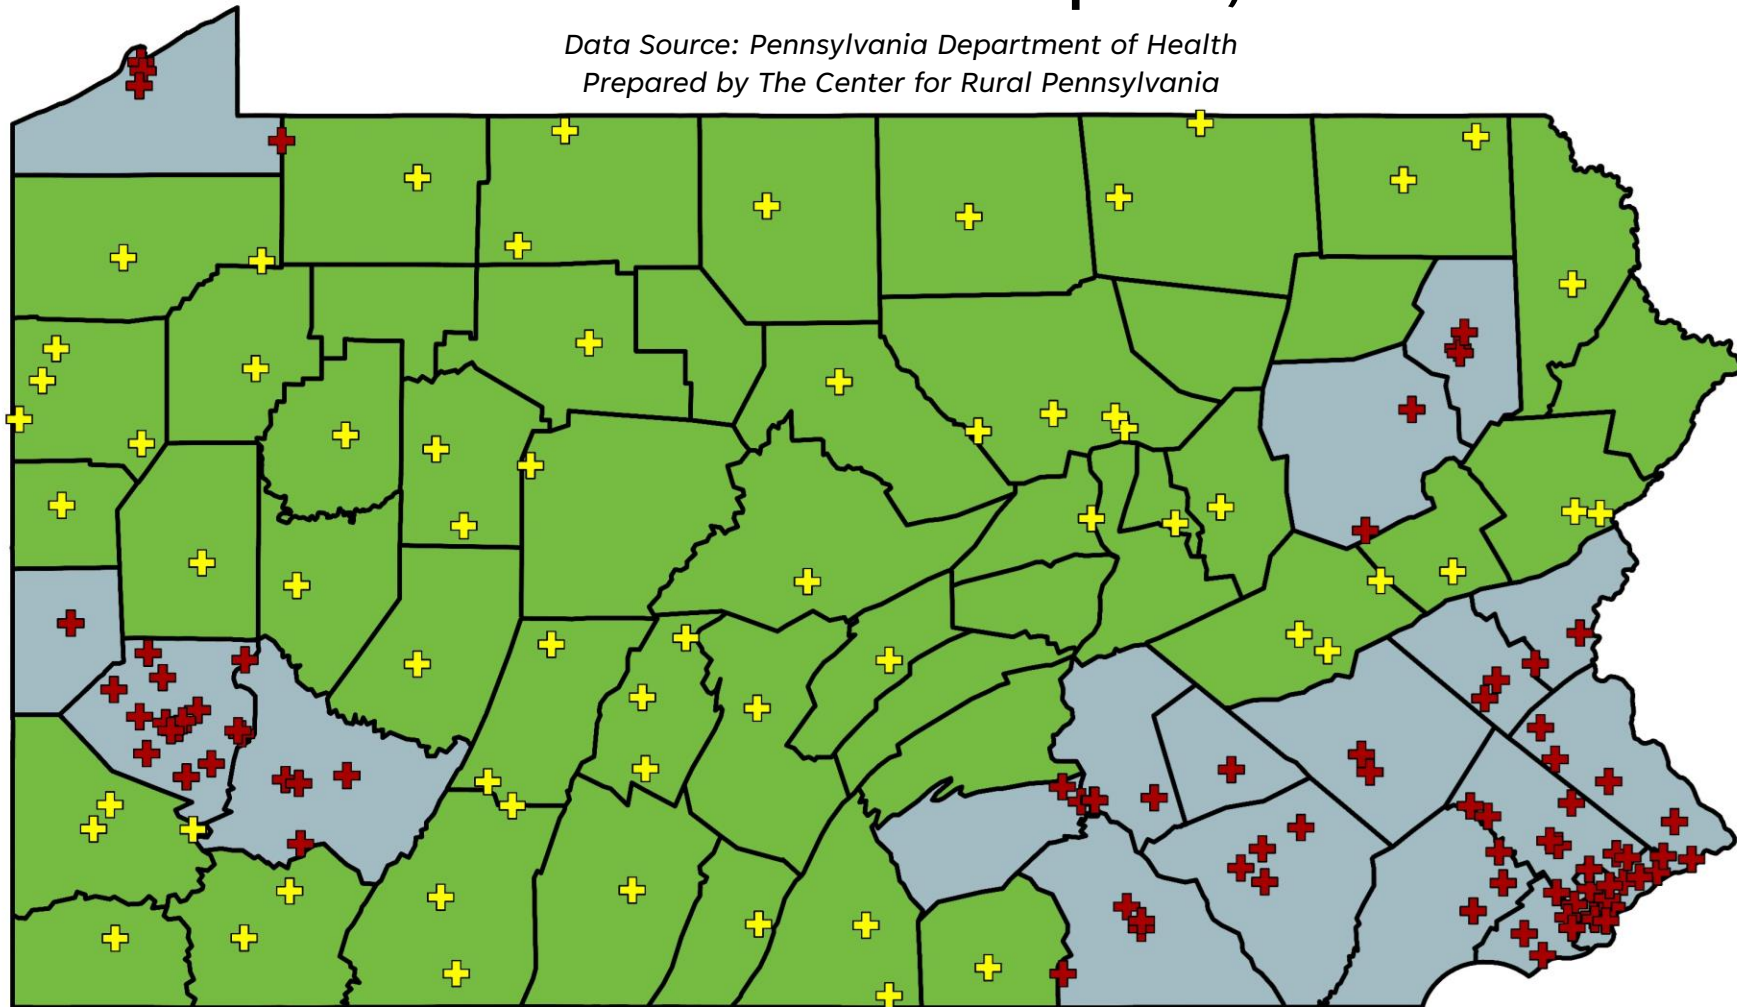 Data Source: Pennsylvania Department of Health
Prepared by The Center for Rural Pennsylvania